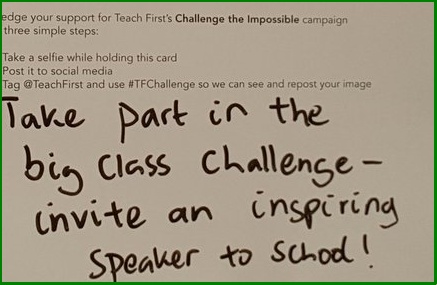 edge your support for Teach First's Challenge the Impossible campaign
three simple steps:
Take a selfie while holding this card
Post it to social media
Tag @TeachFirst and use #TFChallenge so we can see and repost your image
Take part in the
big class challenge -
invite an inspiring
speaker to school!